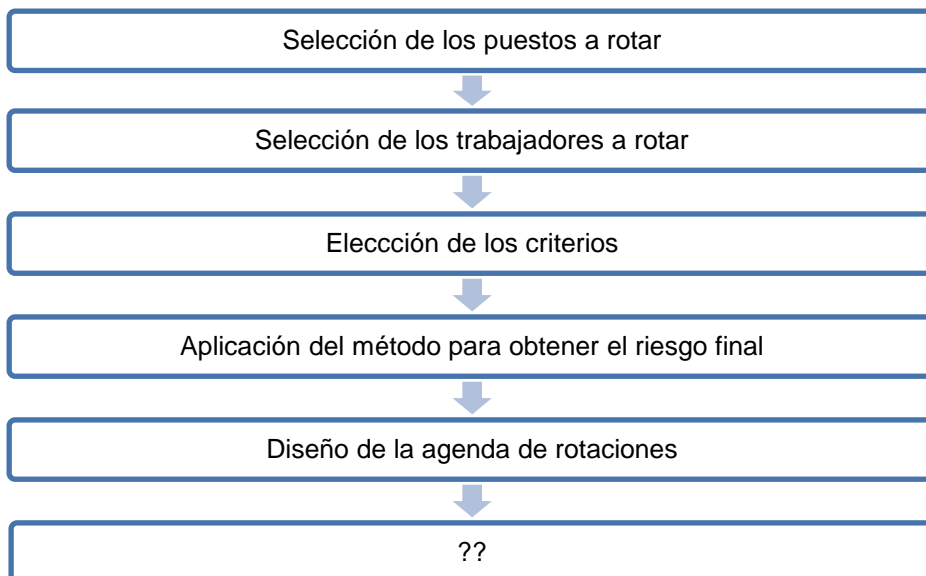 Selección de los puestos a rotar
Selección de los trabajadores a rotar
Eleccción de los criterios
Aplicación del método para obtener el riesgo final
Diseño de la agenda de rotaciones
??